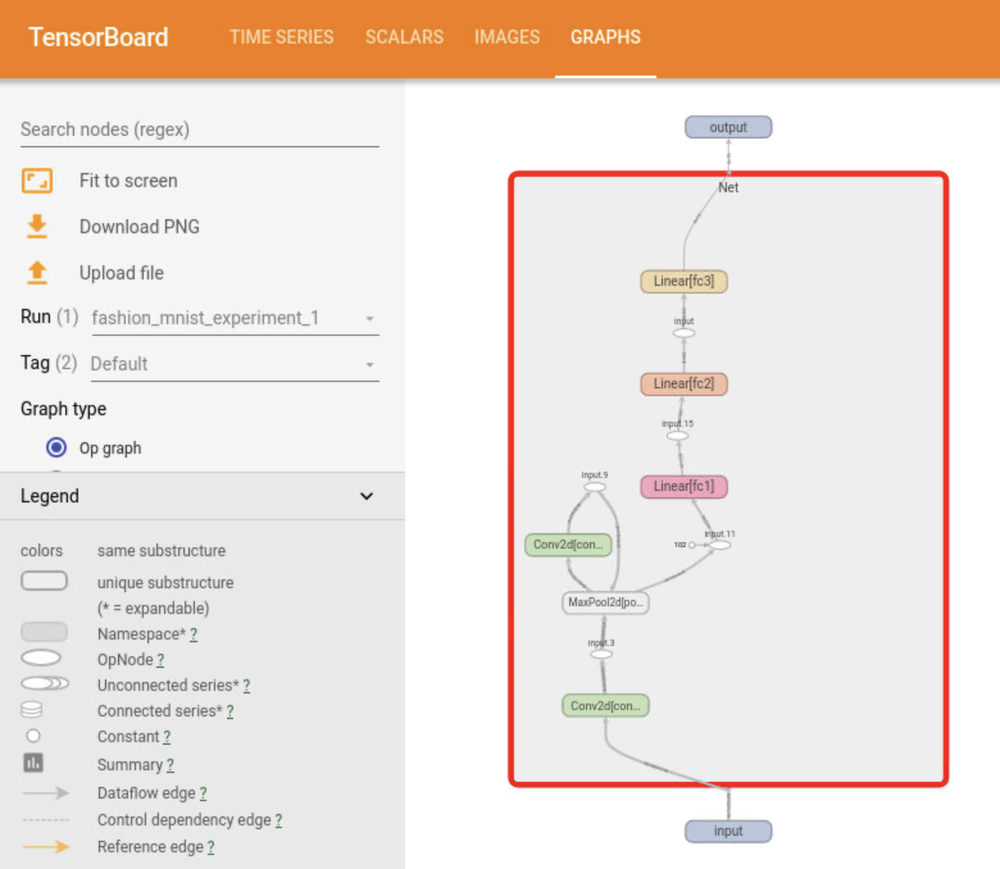 TensorBoard TIME SERIES SCALARS IMAGES GRAPHS
Search nodes (regex)
Fit to screen
Download PNG
Upload file
Run (1) fashion_mnist_experiment_1
Tag (2) Default
Graph type
Op graph
Legend
colors same substructure
unique substructure
(* = expandable)
Namespace* ?
OpNode ?
Unconnected series* ?
Connected series* ?
Constant ?
Summary ?
Dataflow edge ?
Control dependency edge ?
Reference edge ?
output
Net
Linear[fc3]
input
Linear[fc2]
input.15
input.9
Linear[fc1]
input.11
Conv2d[con...
102
MaxPool2d[po...
input.3
Conv2d[con...
input